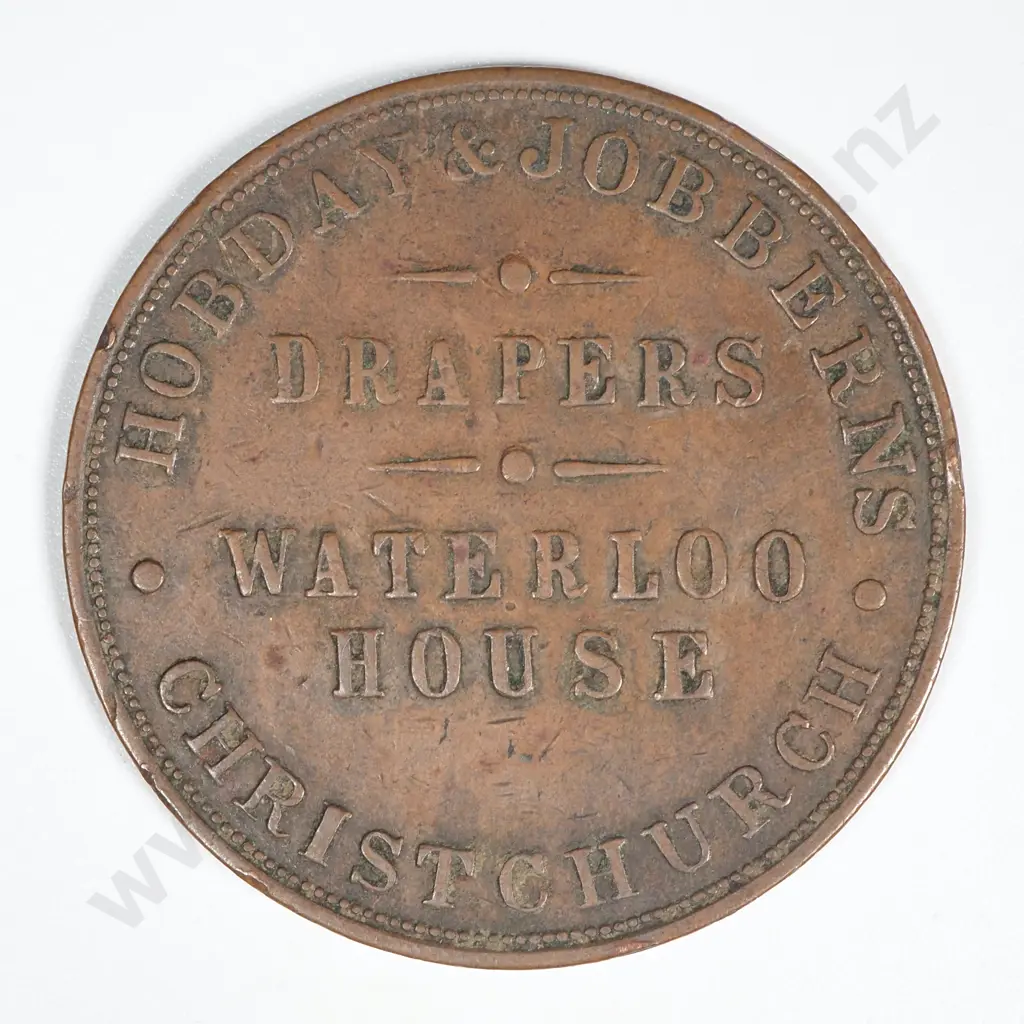 HOBDAY & JOBBERNS
DRAPERS
WATERLOO
HOUSE
CHRISTCHURCH